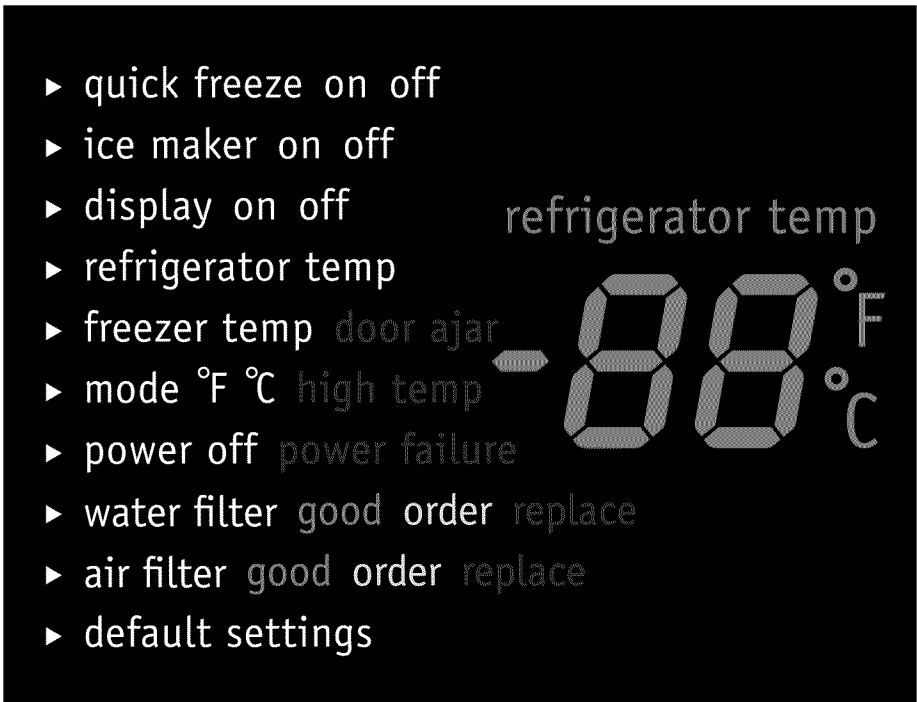 ▸ quick freeze on off
▸ ice maker on off
▸ display on off
refrigerator temp
▸ refrigerator temp
▸ freezer temp door ajar
-88 °F °C
▸ mode °F °C high temp
▸ power off power failure
▸ water filter good order replace
▸ air filter good order replace
▸ default settings